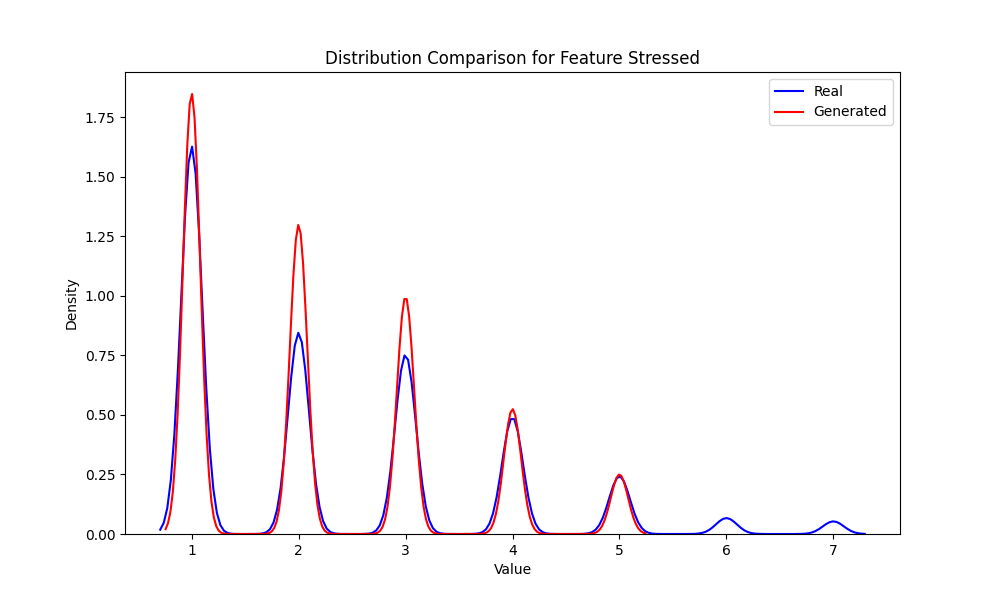 Distribution Comparison for Feature Stressed
Real
Generated
1.75
1.50
1.25
1.00
0.75
0.50
0.25
0.00
Density
1 2 3 4 5 6 7
Value